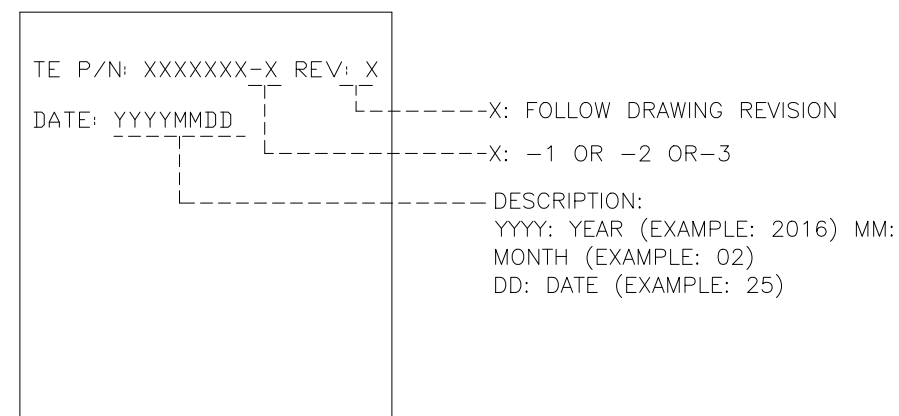 TE P/N: XXXXXXX-X REV: X
DATE: YYYYMMDD
X: FOLLOW DRAWING REVISION
X: -1 OR -2 OR-3
DESCRIPTION:
YYYY: YEAR (EXAMPLE: 2016) MM:
MONTH (EXAMPLE: 02)
DD: DATE (EXAMPLE: 25)